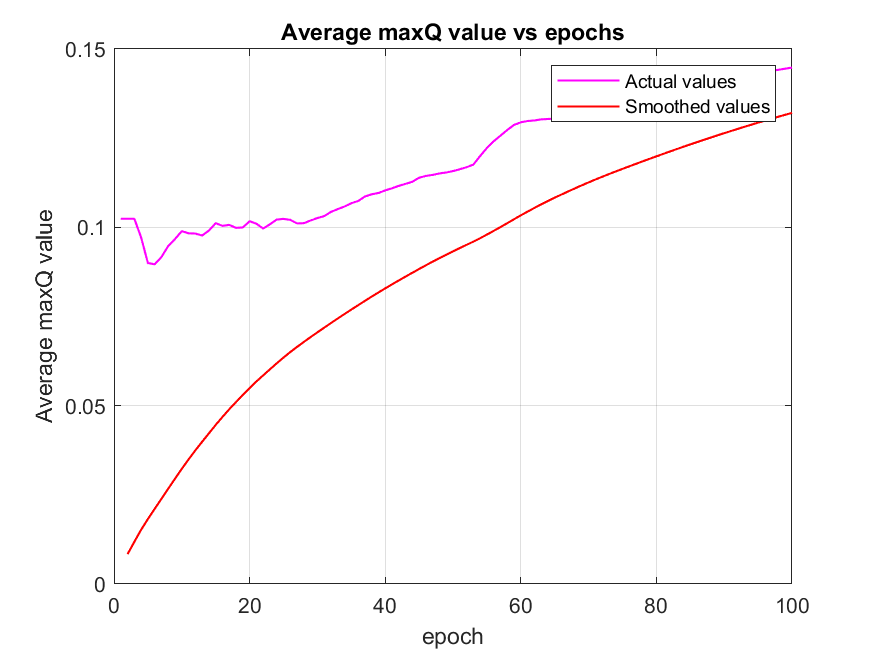 Average maxQ value vs epochs
Actual values
Smoothed values
0.15
0.1
0.05
0
Average maxQ value
0 20 40 60 80 100
epoch